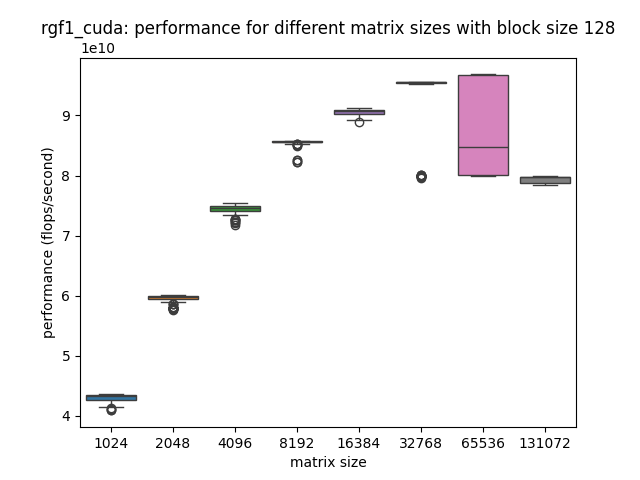 rgf1_cuda: performance for different matrix sizes with block size 128
1e10
9
8
7
6
5
4
performance (flops/second)
1024 2048 4096 8192 16384 32768 65536 131072
matrix size